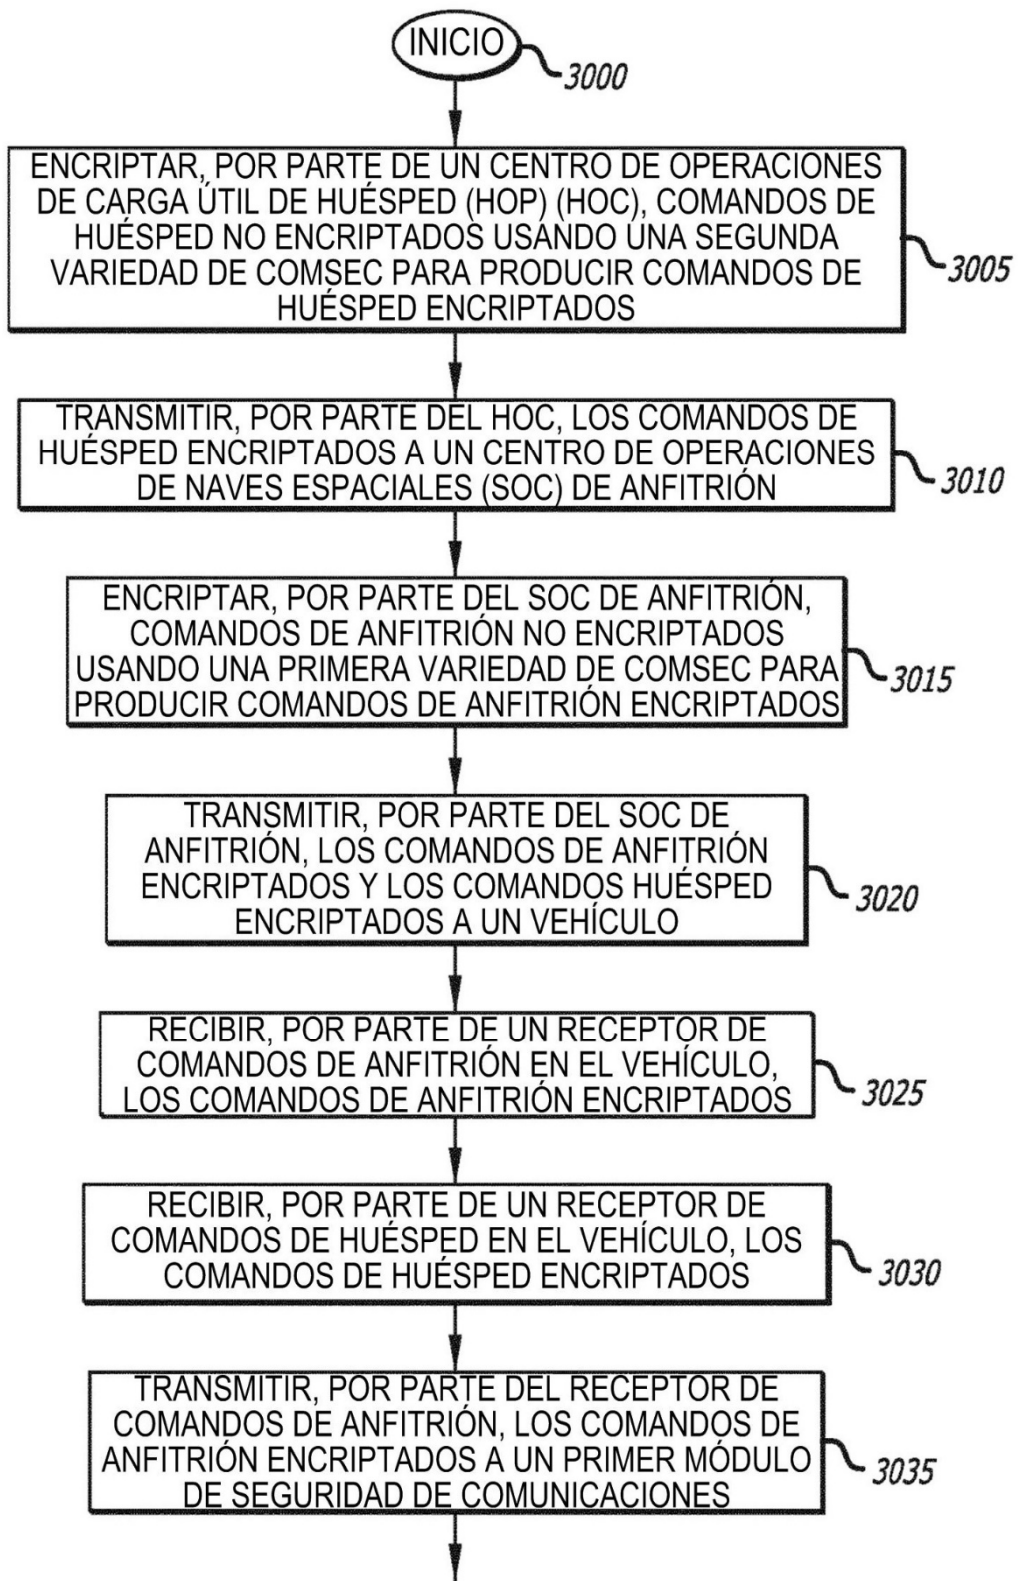 INICIO
3000
ENCRIPTAR, POR PARTE DE UN CENTRO DE OPERACIONES
DE CARGA ÚTIL DE HUÉSPED (HOP) (HOC), COMANDOS DE
HUÉSPED NO ENCRIPTADOS USANDO UNA SEGUNDA
VARIEDAD DE COMSEC PARA PRODUCIR COMANDOS DE
HUÉSPED ENCRIPTADOS
3005
TRANSMITIR, POR PARTE DEL HOC, LOS COMANDOS DE
HUÉSPED ENCRIPTADOS A UN CENTRO DE OPERACIONES
DE NAVES ESPACIALES (SOC) DE ANFITRIÓN
3010
ENCRIPTAR, POR PARTE DEL SOC DE ANFITRIÓN,
COMANDOS DE ANFITRIÓN NO ENCRIPTADOS
USANDO UNA PRIMERA VARIEDAD DE COMSEC PARA
PRODUCIR COMANDOS DE ANFITRIÓN ENCRIPTADOS
3015
TRANSMITIR, POR PARTE DEL SOC DE
ANFITRIÓN, LOS COMANDOS DE ANFITRIÓN
ENCRIPTADOS Y LOS COMANDOS HUÉSPED
ENCRIPTADOS A UN VEHÍCULO
3020
RECIBIR, POR PARTE DE UN RECEPTOR DE
COMANDOS DE ANFITRIÓN EN EL VEHÍCULO,
LOS COMANDOS DE ANFITRIÓN ENCRIPTADOS
3025
RECIBIR, POR PARTE DE UN RECEPTOR DE
COMANDOS DE HUÉSPED EN EL VEHÍCULO, LOS
COMANDOS DE HUÉSPED ENCRIPTADOS
3030
TRANSMITIR, POR PARTE DEL RECEPTOR DE
COMANDOS DE ANFITRIÓN, LOS COMANDOS DE
ANFITRIÓN ENCRIPTADOS A UN PRIMER MÓDULO
DE SEGURIDAD DE COMUNICACIONES
3035